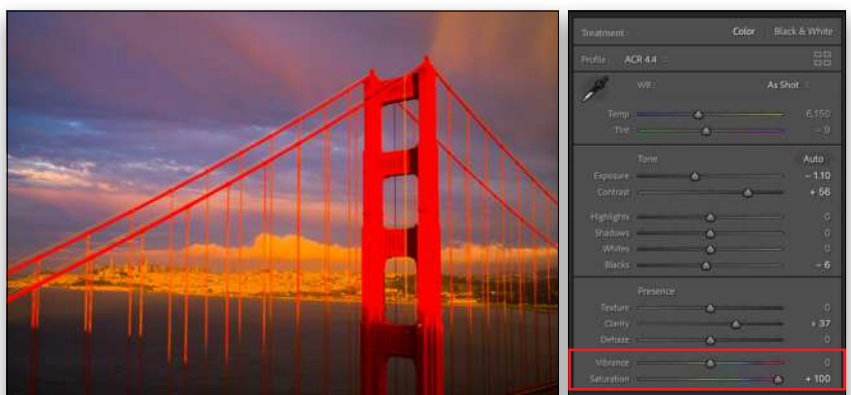 Treatment : Color Black & White
Profile : ACR 4.4
WB : As Shot
Temp 6,150
Tint - 9
Tone Auto
Exposure - 1.10
Contrast + 56
Highlights 0
Shadows 0
Whites 0
Blacks - 6
Presence
Texture 0
Clarity + 37
Dehaze 0
Vibrance 0
Saturation + 100